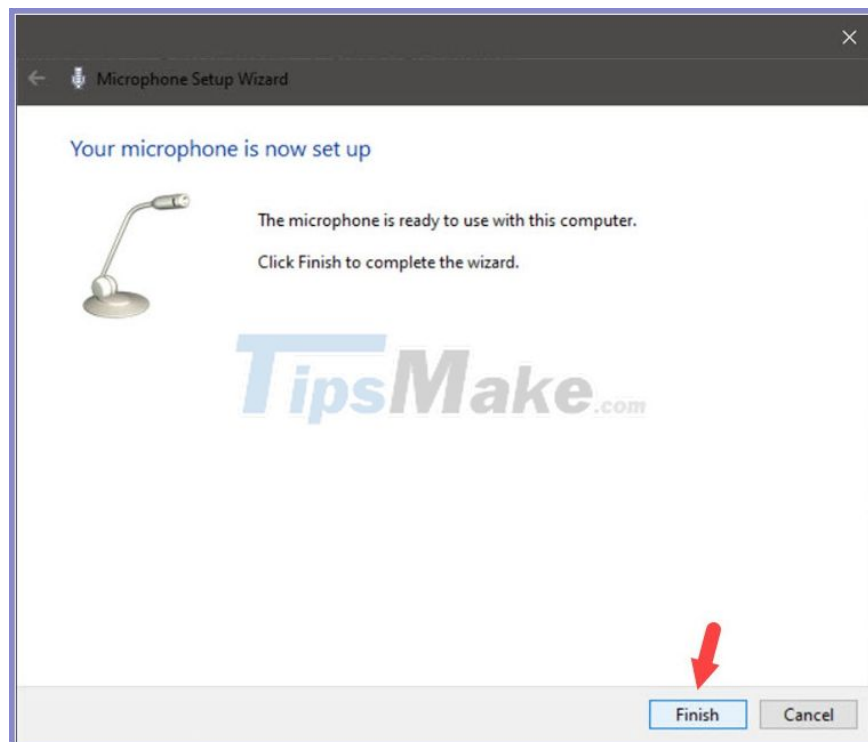 Microphone Setup Wizard
Your microphone is now set up
The microphone is ready to use with this computer.
Click Finish to complete the wizard.
TipsMake.com
Finish Cancel